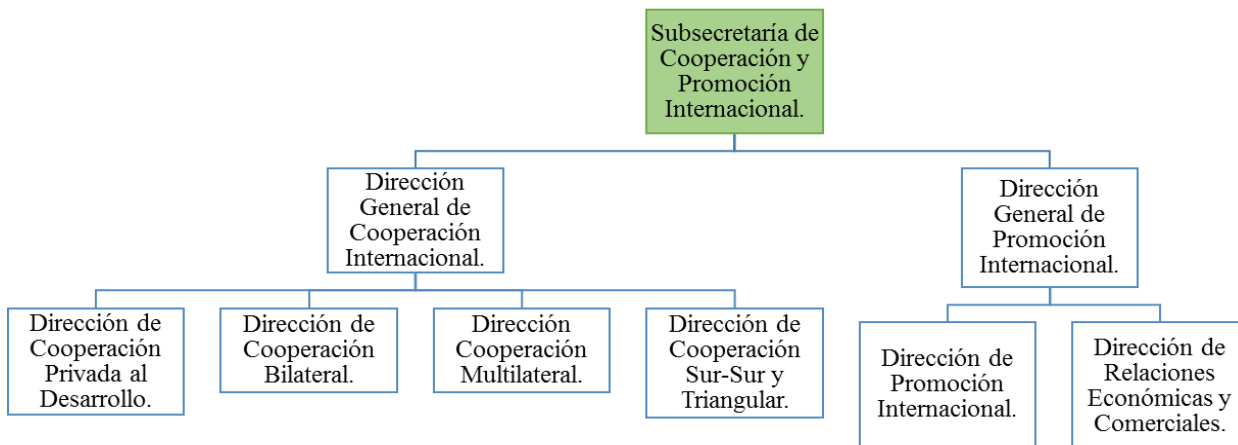 Subsecretaría de
Cooperación y
Promoción
Internacional.
Dirección
General de
Cooperación
Internacional.
Dirección
General de
Promoción
Internacional.
Dirección de
Cooperación
Privada al
Desarrollo.
Dirección de
Cooperación
Bilateral.
Dirección
Cooperación
Multilateral.
Dirección de
Cooperación
Sur-Sur y
Triangular.
Dirección de
Promoción
Internacional.
Dirección de
Relaciones
Económicas y
Comerciales.